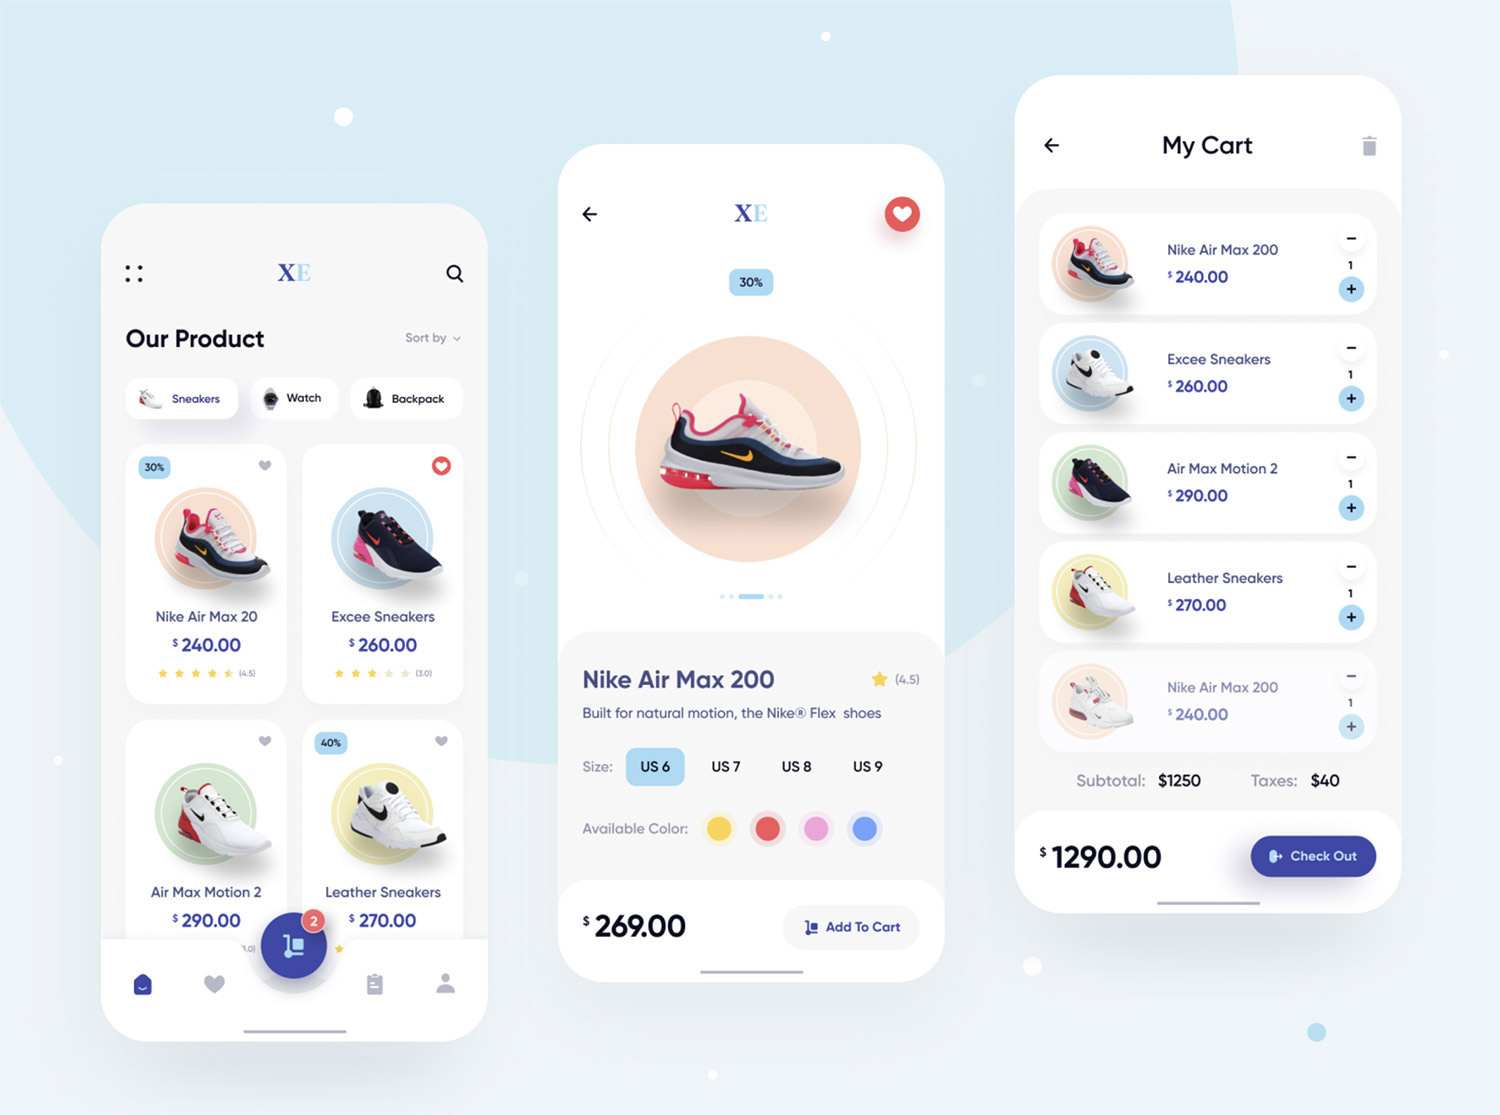 XE
Our Product
Sort by
Sneakers
Watch
Backpack
30%
Nike Air Max 20
$ 240.00
(4.5)
Excee Sneakers
$ 260.00
(3.0)
Air Max Motion 2
$ 290.00
40%
Leather Sneakers
$ 270.00
2
XE
30%
Nike Air Max 200
(4.5)
Built for natural motion, the Nike® Flex shoes
Size: US 6 US 7 US 8 US 9
Available Color:
$ 269.00
Add To Cart
My Cart
Nike Air Max 200
$ 240.00
− 1 +
Excee Sneakers
$ 260.00
− 1 +
Air Max Motion 2
$ 290.00
− 1 +
Leather Sneakers
$ 270.00
− 1 +
Nike Air Max 200
$ 240.00
− 1 +
Subtotal: $1250 Taxes: $40
$ 1290.00
Check Out